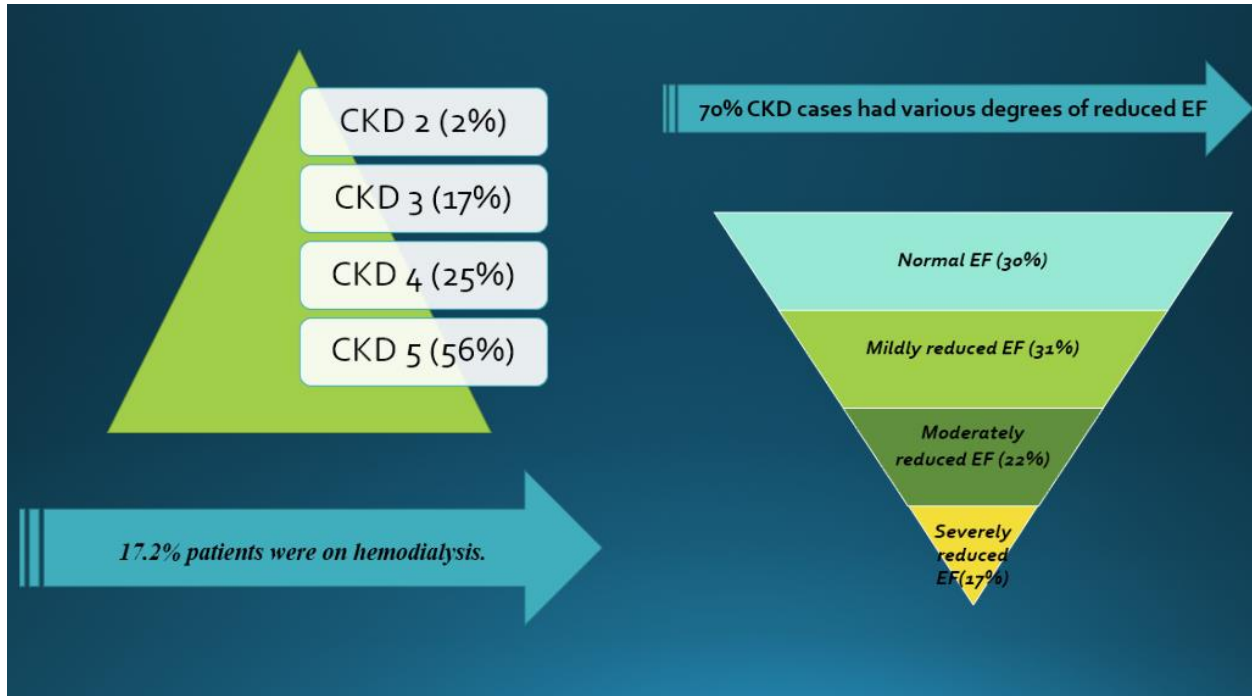 CKD 2 (2%)
CKD 3 (17%)
CKD 4 (25%)
CKD 5 (56%)
17.2% patients were on hemodialysis.
70% CKD cases had various degrees of reduced EF
Normal EF (30%)
Mildly reduced EF (31%)
Moderately
reduced EF (22%)
Severely
reduced
EF(17%)